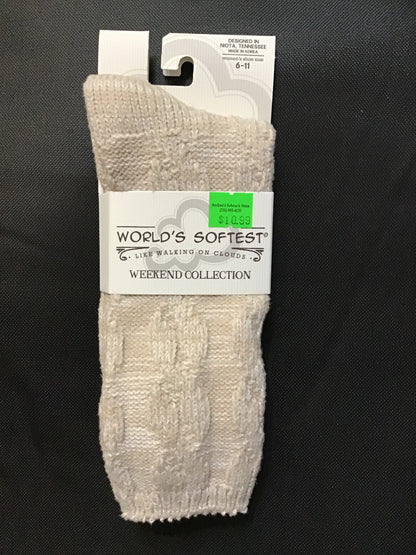 DESIGNED IN
NIOTA, TENNESSEE
MADE IN KOREA
women's shoe size
6-11
$10.99
WORLD'S SOFTEST®
LIKE WALKING ON CLOUDS
WEEKEND COLLECTION